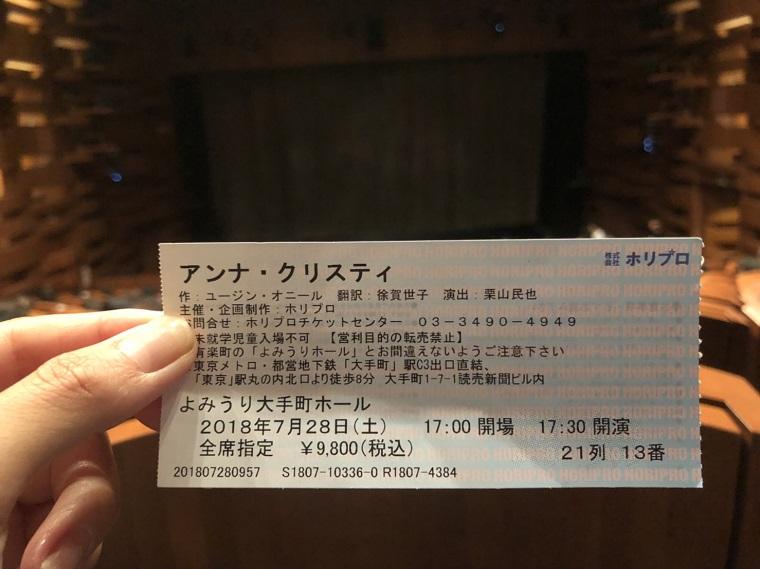 株式会社 ホリプロ
アンナ・クリスティ
作：ユージン・オニール　翻訳：徐賀世子　演出：栗山民也
主催・企画制作：ホリプロ
お問合せ：ホリプロチケットセンター　０３－３４９０－４９４９
未就学児童入場不可　【営利目的の転売禁止】
有楽町の「よみうりホール」とお間違えないようご注意下さい
東京メトロ・都営地下鉄「大手町」駅C3出口直結、
「東京」駅丸の内北口より徒歩8分　大手町1-7-1読売新聞ビル内
よみうり大手町ホール
2018年7月28日(土)　17:00 開場　17:30 開演
全席指定　￥9,800(税込)　21列 13番
201807280957　S1807-10336-0 R1807-4384